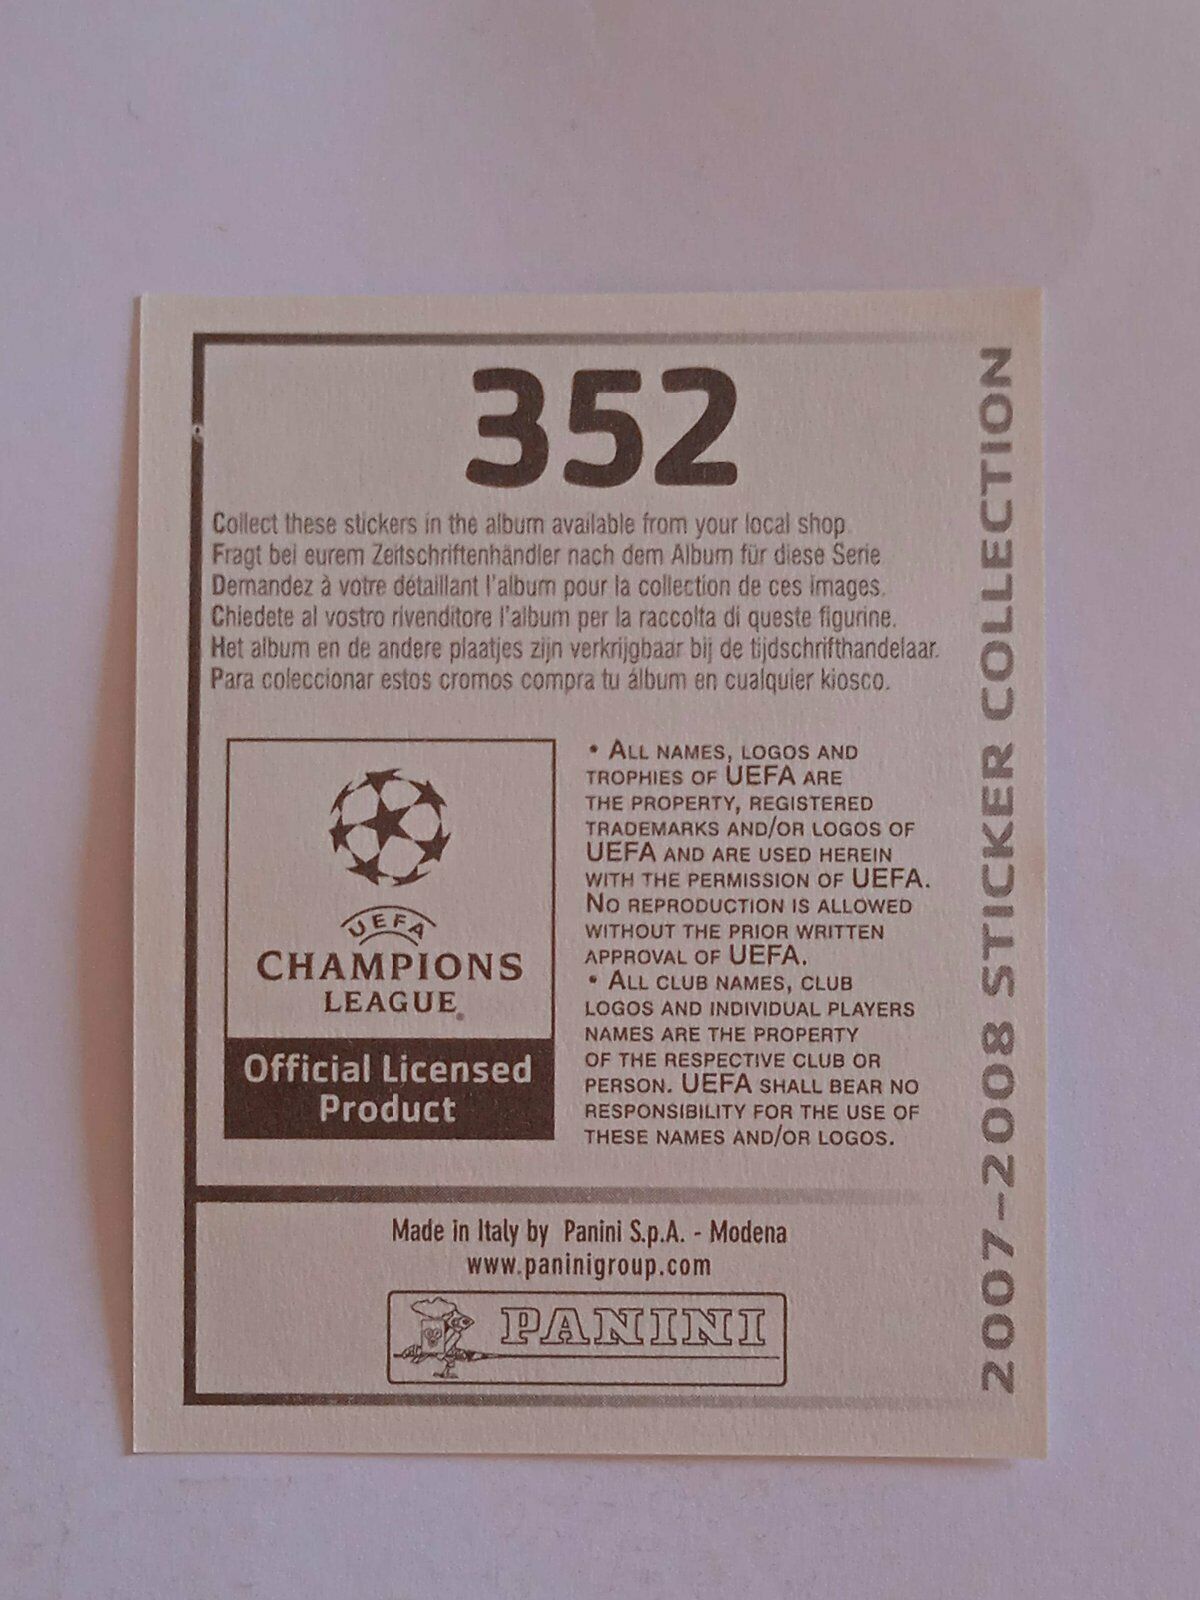 352
Collect these stickers in the album available from your local shop.
Fragt bei eurem Zeitschriftenhändler nach dem Album für diese Serie.
Demandez à votre détaillant l'album pour la collection de ces images.
Chiedete al vostro rivenditore l'album per la raccolta di queste figurine.
Het album en de andere plaatjes zijn verkrijgbaar bij de tijdschrifthandelaar.
Para coleccionar estos cromos compra tu álbum en cualquier kiosco.
UEFA
CHAMPIONS
LEAGUE®
Official Licensed
Product
• ALL NAMES, LOGOS AND
TROPHIES OF UEFA ARE
THE PROPERTY, REGISTERED
TRADEMARKS AND/OR LOGOS OF
UEFA AND ARE USED HEREIN
WITH THE PERMISSION OF UEFA.
NO REPRODUCTION IS ALLOWED
WITHOUT THE PRIOR WRITTEN
APPROVAL OF UEFA.
• ALL CLUB NAMES, CLUB
LOGOS AND INDIVIDUAL PLAYERS
NAMES ARE THE PROPERTY
OF THE RESPECTIVE CLUB OR
PERSON. UEFA SHALL BEAR NO
RESPONSIBILITY FOR THE USE OF
THESE NAMES AND/OR LOGOS.
Made in Italy by Panini S.p.A. - Modena
www.paninigroup.com
PANINI
2007-2008 STICKER COLLECTION